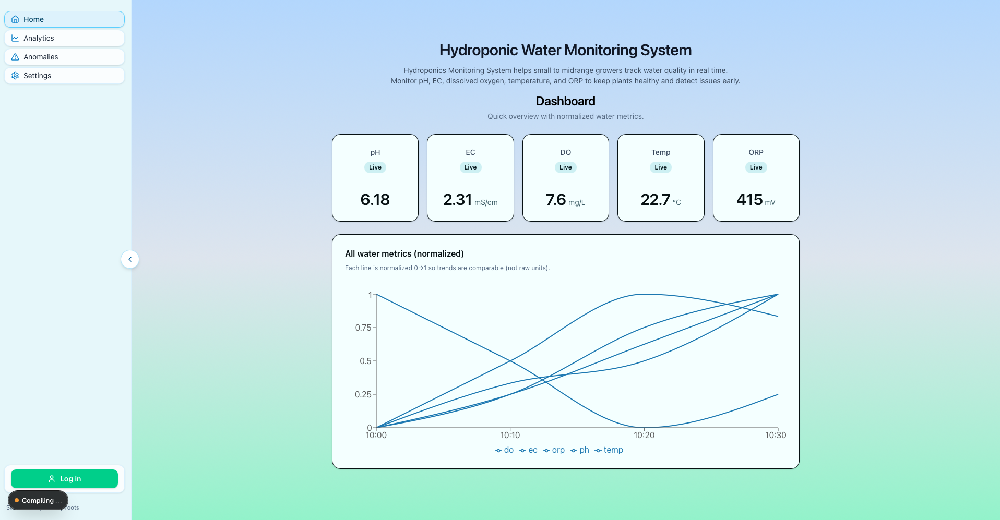 Home
Analytics
Anomalies
Settings
Hydroponic Water Monitoring System
Hydroponics Monitoring System helps small to midrange growers track water quality in real time.
Monitor pH, EC, dissolved oxygen, temperature, and ORP to keep plants healthy and detect issues early.
Dashboard
Quick overview with normalized water metrics.
pH
Live
6.18
EC
Live
2.31 mS/cm
DO
Live
7.6 mg/L
Temp
Live
22.7 °C
ORP
Live
415 mV
All water metrics (normalized)
Each line is normalized 0→1 so trends are comparable (not raw units).
1
0.75
0.5
0.25
0
10:00 10:10 10:20 10:30
do ec orp ph temp
Log in
Compiling ...
roots